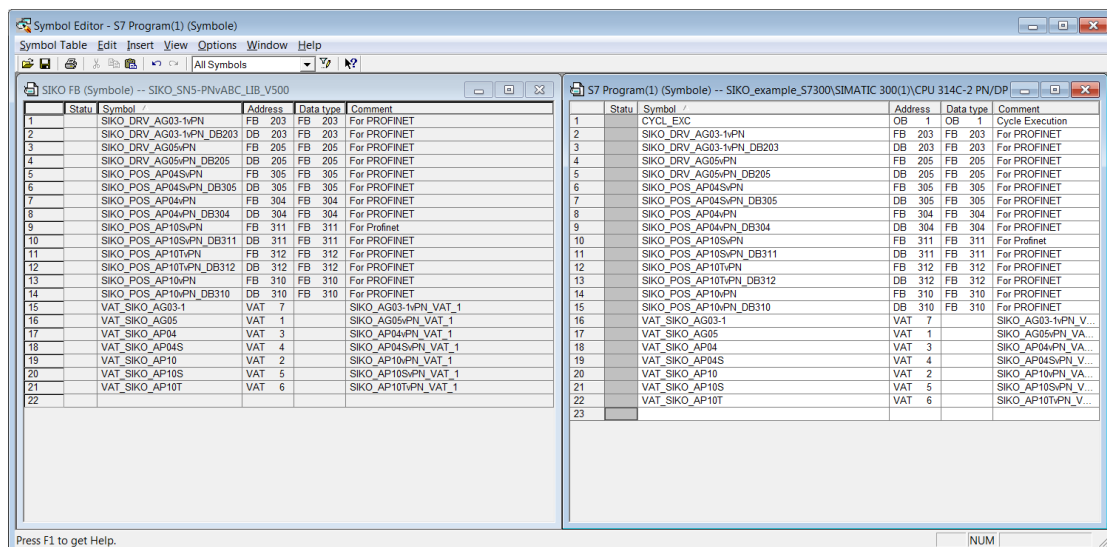 Symbol Editor - S7 Program(1) (Symbole)
Symbol Table Edit Insert View Options Window Help
All Symbols
SIKO FB (Symbole) -- SIKO_SN5-PNvABC_LIB_V500
Statu Symbol / Address Data type Comment
1 SIKO_DRV_AG03-1vPN FB 203 FB 203 For PROFINET
2 SIKO_DRV_AG03-1vPN_DB203 DB 203 FB 203 For PROFINET
3 SIKO_DRV_AG05vPN FB 205 FB 205 For PROFINET
4 SIKO_DRV_AG05vPN_DB205 DB 205 FB 205 For PROFINET
5 SIKO_POS_AP04SvPN FB 305 FB 305 For PROFINET
6 SIKO_POS_AP04SvPN_DB305 DB 305 FB 305 For PROFINET
7 SIKO_POS_AP04vPN FB 304 FB 304 For PROFINET
8 SIKO_POS_AP04vPN_DB304 DB 304 FB 304 For PROFINET
9 SIKO_POS_AP10SvPN FB 311 FB 311 For Profinet
10 SIKO_POS_AP10SvPN_DB311 DB 311 FB 311 For PROFINET
11 SIKO_POS_AP10TvPN FB 312 FB 312 For PROFINET
12 SIKO_POS_AP10TvPN_DB312 DB 312 FB 312 For PROFINET
13 SIKO_POS_AP10vPN FB 310 FB 310 For PROFINET
14 SIKO_POS_AP10vPN_DB310 DB 310 FB 310 For PROFINET
15 VAT_SIKO_AG03-1 VAT 7 SIKO_AG03-1vPN_VAT_1
16 VAT_SIKO_AG05 VAT 1 SIKO_AG05vPN_VAT_1
17 VAT_SIKO_AP04 VAT 3 SIKO_AP04vPN_VAT_1
18 VAT_SIKO_AP04S VAT 4 SIKO_AP04SvPN_VAT_1
19 VAT_SIKO_AP10 VAT 2 SIKO_AP10vPN_VAT_1
20 VAT_SIKO_AP10S VAT 5 SIKO_AP10SvPN_VAT_1
21 VAT_SIKO_AP10T VAT 6 SIKO_AP10TvPN_VAT_1
22
S7 Program(1) (Symbole) -- SIKO_example_S7300\SIMATIC 300(1)\CPU 314C-2 PN/DP
Statu Symbol / Address Data type Comment
1 CYCL_EXC OB 1 OB 1 Cycle Execution
2 SIKO_DRV_AG03-1vPN FB 203 FB 203 For PROFINET
3 SIKO_DRV_AG03-1vPN_DB203 DB 203 FB 203 For PROFINET
4 SIKO_DRV_AG05vPN FB 205 FB 205 For PROFINET
5 SIKO_DRV_AG05vPN_DB205 DB 205 FB 205 For PROFINET
6 SIKO_POS_AP04SvPN FB 305 FB 305 For PROFINET
7 SIKO_POS_AP04SvPN_DB305 DB 305 FB 305 For PROFINET
8 SIKO_POS_AP04vPN FB 304 FB 304 For PROFINET
9 SIKO_POS_AP04vPN_DB304 DB 304 FB 304 For PROFINET
10 SIKO_POS_AP10SvPN FB 311 FB 311 For Profinet
11 SIKO_POS_AP10SvPN_DB311 DB 311 FB 311 For PROFINET
12 SIKO_POS_AP10TvPN FB 312 FB 312 For PROFINET
13 SIKO_POS_AP10TvPN_DB312 DB 312 FB 312 For PROFINET
14 SIKO_POS_AP10vPN FB 310 FB 310 For PROFINET
15 SIKO_POS_AP10vPN_DB310 DB 310 FB 310 For PROFINET
16 VAT_SIKO_AG03-1 VAT 7 SIKO_AG03-1vPN_V...
17 VAT_SIKO_AG05 VAT 1 SIKO_AG05vPN_VA...
18 VAT_SIKO_AP04 VAT 3 SIKO_AP04vPN_VA...
19 VAT_SIKO_AP04S VAT 4 SIKO_AP04SvPN_V...
20 VAT_SIKO_AP10 VAT 2 SIKO_AP10vPN_VA...
21 VAT_SIKO_AP10S VAT 5 SIKO_AP10SvPN_V...
22 VAT_SIKO_AP10T VAT 6 SIKO_AP10TvPN_V...
23
Press F1 to get Help.
NUM